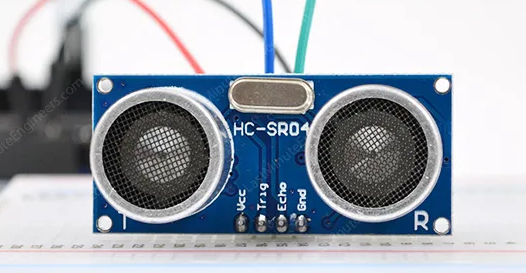 HC-SR04
Vcc
Trig
Echo
Gnd
T
R